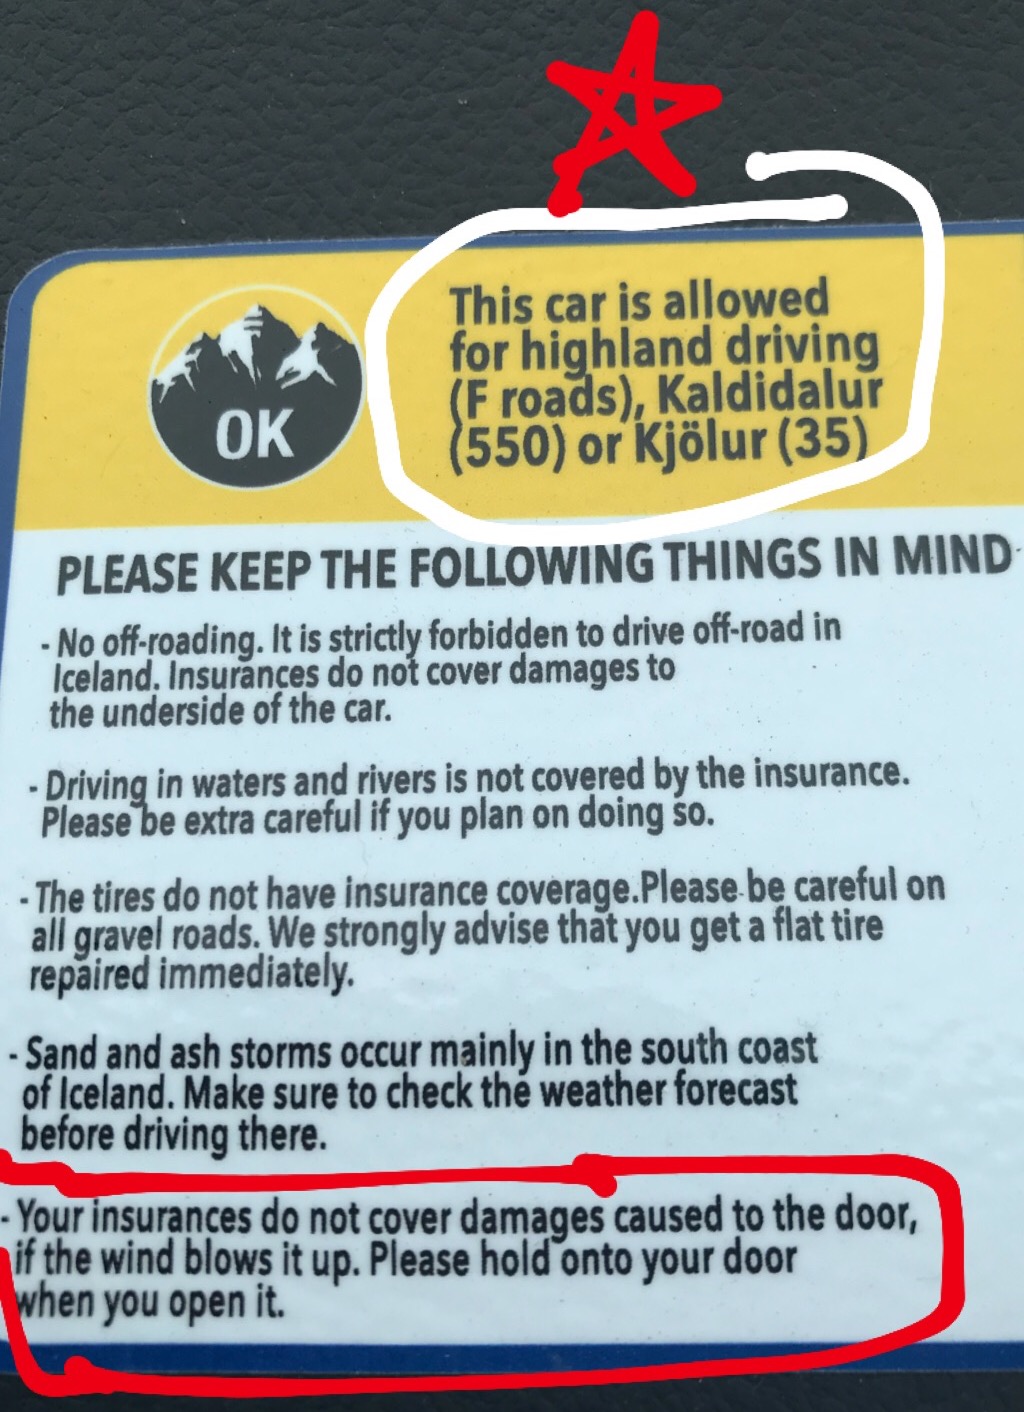 OK
This car is allowed
for highland driving
(F roads), Kaldidalur
(550) or Kjölur (35)
PLEASE KEEP THE FOLLOWING THINGS IN MIND
- No off-roading. It is strictly forbidden to drive off-road in
Iceland. Insurances do not cover damages to
the underside of the car.
- Driving in waters and rivers is not covered by the insurance.
Please be extra careful if you plan on doing so.
- The tires do not have insurance coverage.Please be careful on
all gravel roads. We strongly advise that you get a flat tire
repaired immediately.
- Sand and ash storms occur mainly in the south coast
of Iceland. Make sure to check the weather forecast
before driving there.
- Your insurances do not cover damages caused to the door,
if the wind blows it up. Please hold onto your door
when you open it.